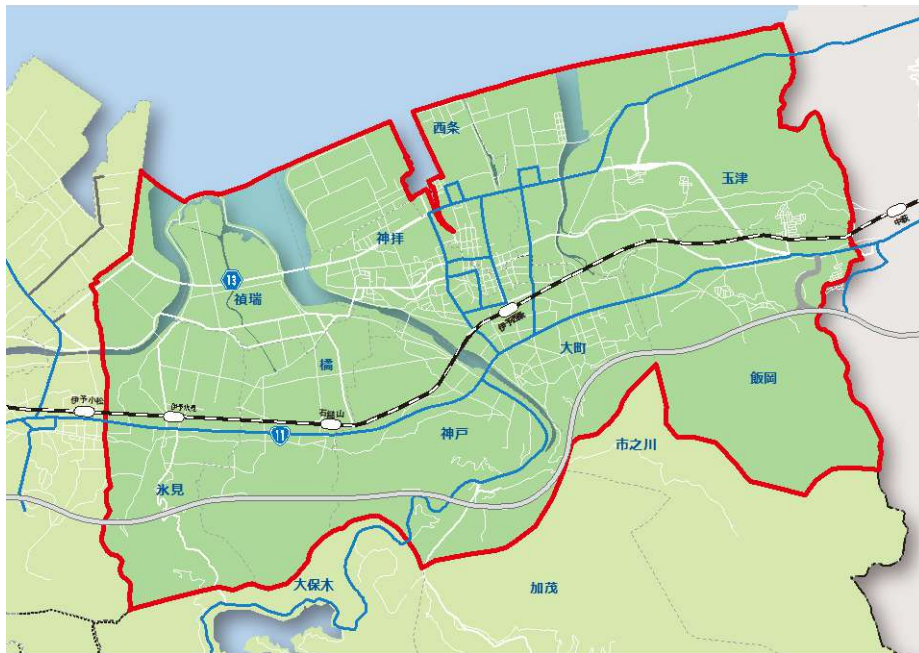 西条
玉津
中萩
神拝
13
禎瑞
伊予西条
大町
橘
飯岡
伊予小松
伊予氷見
石鎚山
11
神戸
市之川
氷見
大保木
加茂